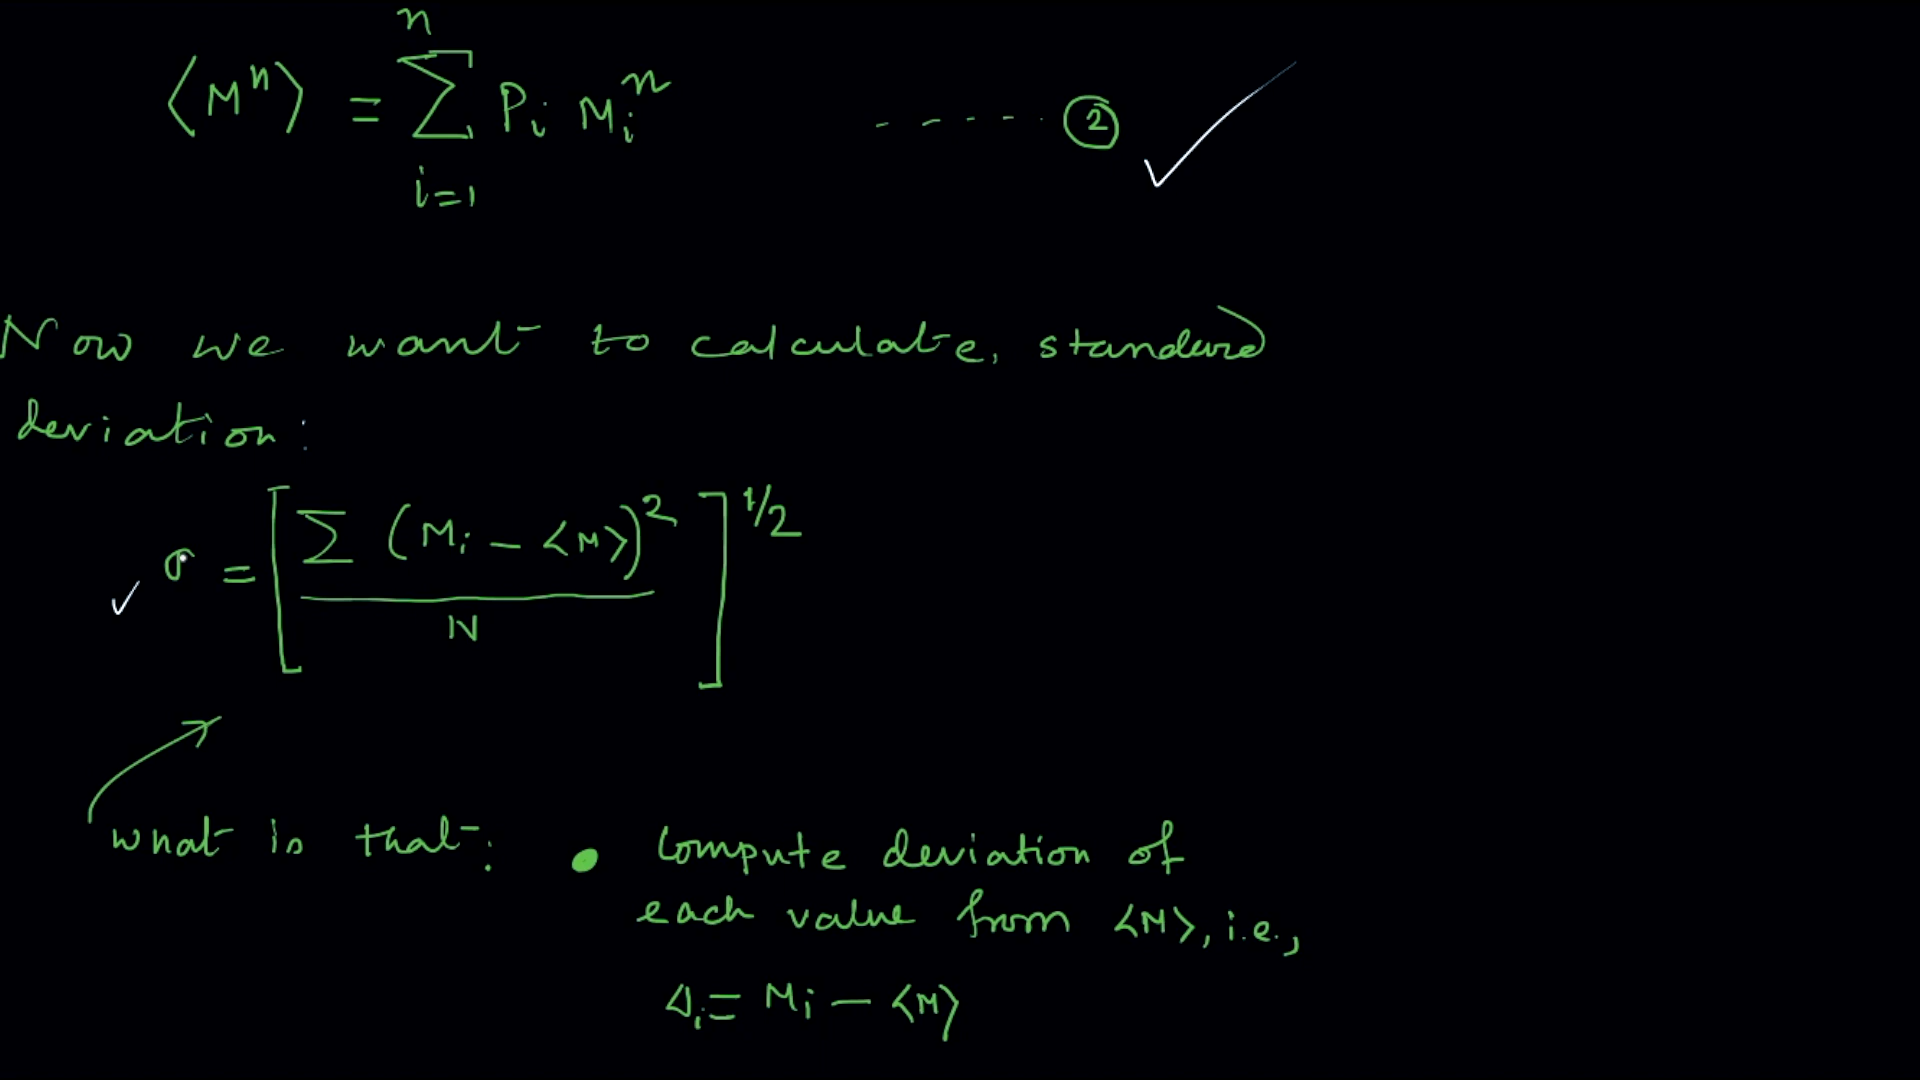 ⟨Mⁿ⟩ = ∑_{i=1}^{n} P_i M_i^n ----- ②
Now we want to calculate, standard
deviation:
σ = [ ∑ (M_i - <M>)² / N ]^{1/2}
what is that: • Compute deviation of
each value from <M>, i.e.,
Δ_i = M_i - <M>